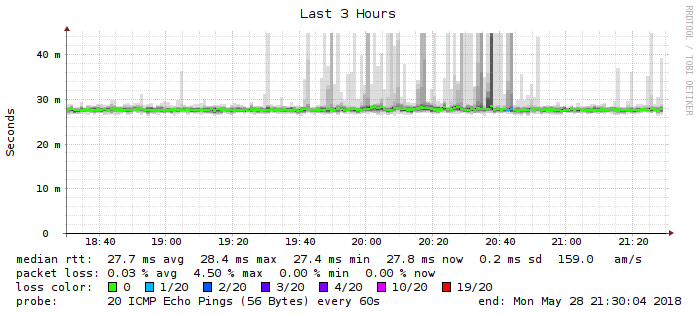 Last 3 Hours
RRDTOOL / TOBI OETIKER
Seconds
40 m
30 m
20 m
10 m
0
18:40 19:00 19:20 19:40 20:00 20:20 20:40 21:00 21:20
median rtt: 27.7 ms avg 28.4 ms max 27.4 ms min 27.8 ms now 0.2 ms sd 159.0 am/s
packet loss: 0.03 % avg 4.50 % max 0.00 % min 0.00 % now
loss color: 0 1/20 2/20 3/20 4/20 10/20 19/20
probe: 20 ICMP Echo Pings (56 Bytes) every 60s end: Mon May 28 21:30:04 2018